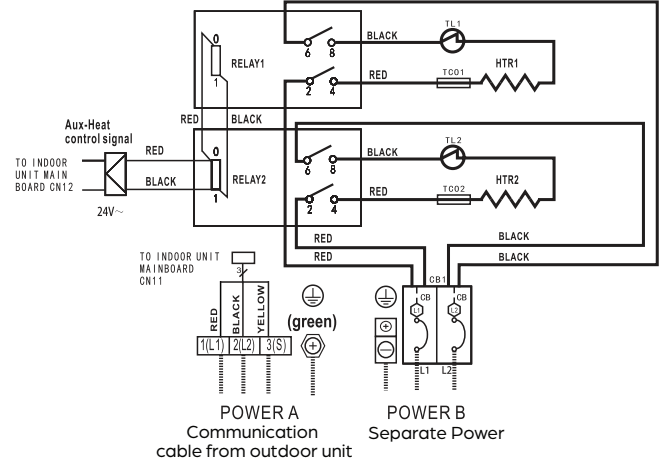 BLACK
TL1
6 8
0
RELAY1
HTR1
RED
TCO1
1
2 4
RED
BLACK
Aux-Heat
control signal
TL2
BLACK
6 8
TO INDOOR
UNIT MAIN
BOARD CN12
RED
0
RELAY2
HTR2
BLACK
1
RED
TCO2
2 4
24V～
RED
BLACK
TO INDOOR UNIT
MAINBOARD
CN11
RED
BLACK
3
CB1
RED
BLACK
YELLOW
(green)
CB
CB
L1
L2
1(L1) 2(L2) 3(S)
L1 L2
POWER A
Communication
cable from outdoor unit
POWER B
Separate Power